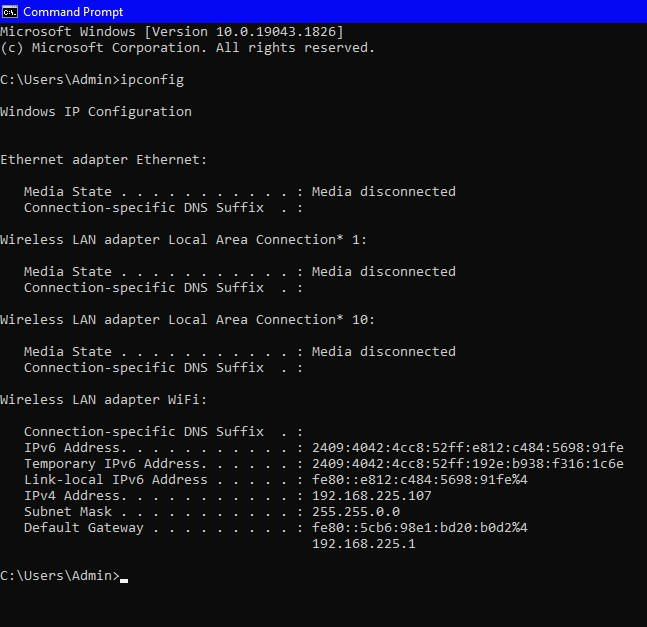 Command Prompt
Microsoft Windows [Version 10.0.19043.1826]
(c) Microsoft Corporation. All rights reserved.
C:\Users\Admin>ipconfig
Windows IP Configuration
Ethernet adapter Ethernet:
   Media State . . . . . . . . . . . : Media disconnected
   Connection-specific DNS Suffix  . :
Wireless LAN adapter Local Area Connection* 1:
   Media State . . . . . . . . . . . : Media disconnected
   Connection-specific DNS Suffix  . :
Wireless LAN adapter Local Area Connection* 10:
   Media State . . . . . . . . . . . : Media disconnected
   Connection-specific DNS Suffix  . :
Wireless LAN adapter WiFi:
   Connection-specific DNS Suffix  . :
   IPv6 Address. . . . . . . . . . . : 2409:4042:4cc8:52ff:e812:c484:5698:91fe
   Temporary IPv6 Address. . . . . . : 2409:4042:4cc8:52ff:192e:b938:f316:1c6e
   Link-local IPv6 Address . . . . . : fe80::e812:c484:5698:91fe%4
   IPv4 Address. . . . . . . . . . . : 192.168.225.107
   Subnet Mask . . . . . . . . . . . : 255.255.0.0
   Default Gateway . . . . . . . . . : fe80::5cb6:98e1:bd20:b0d2%4
                                       192.168.225.1
C:\Users\Admin>